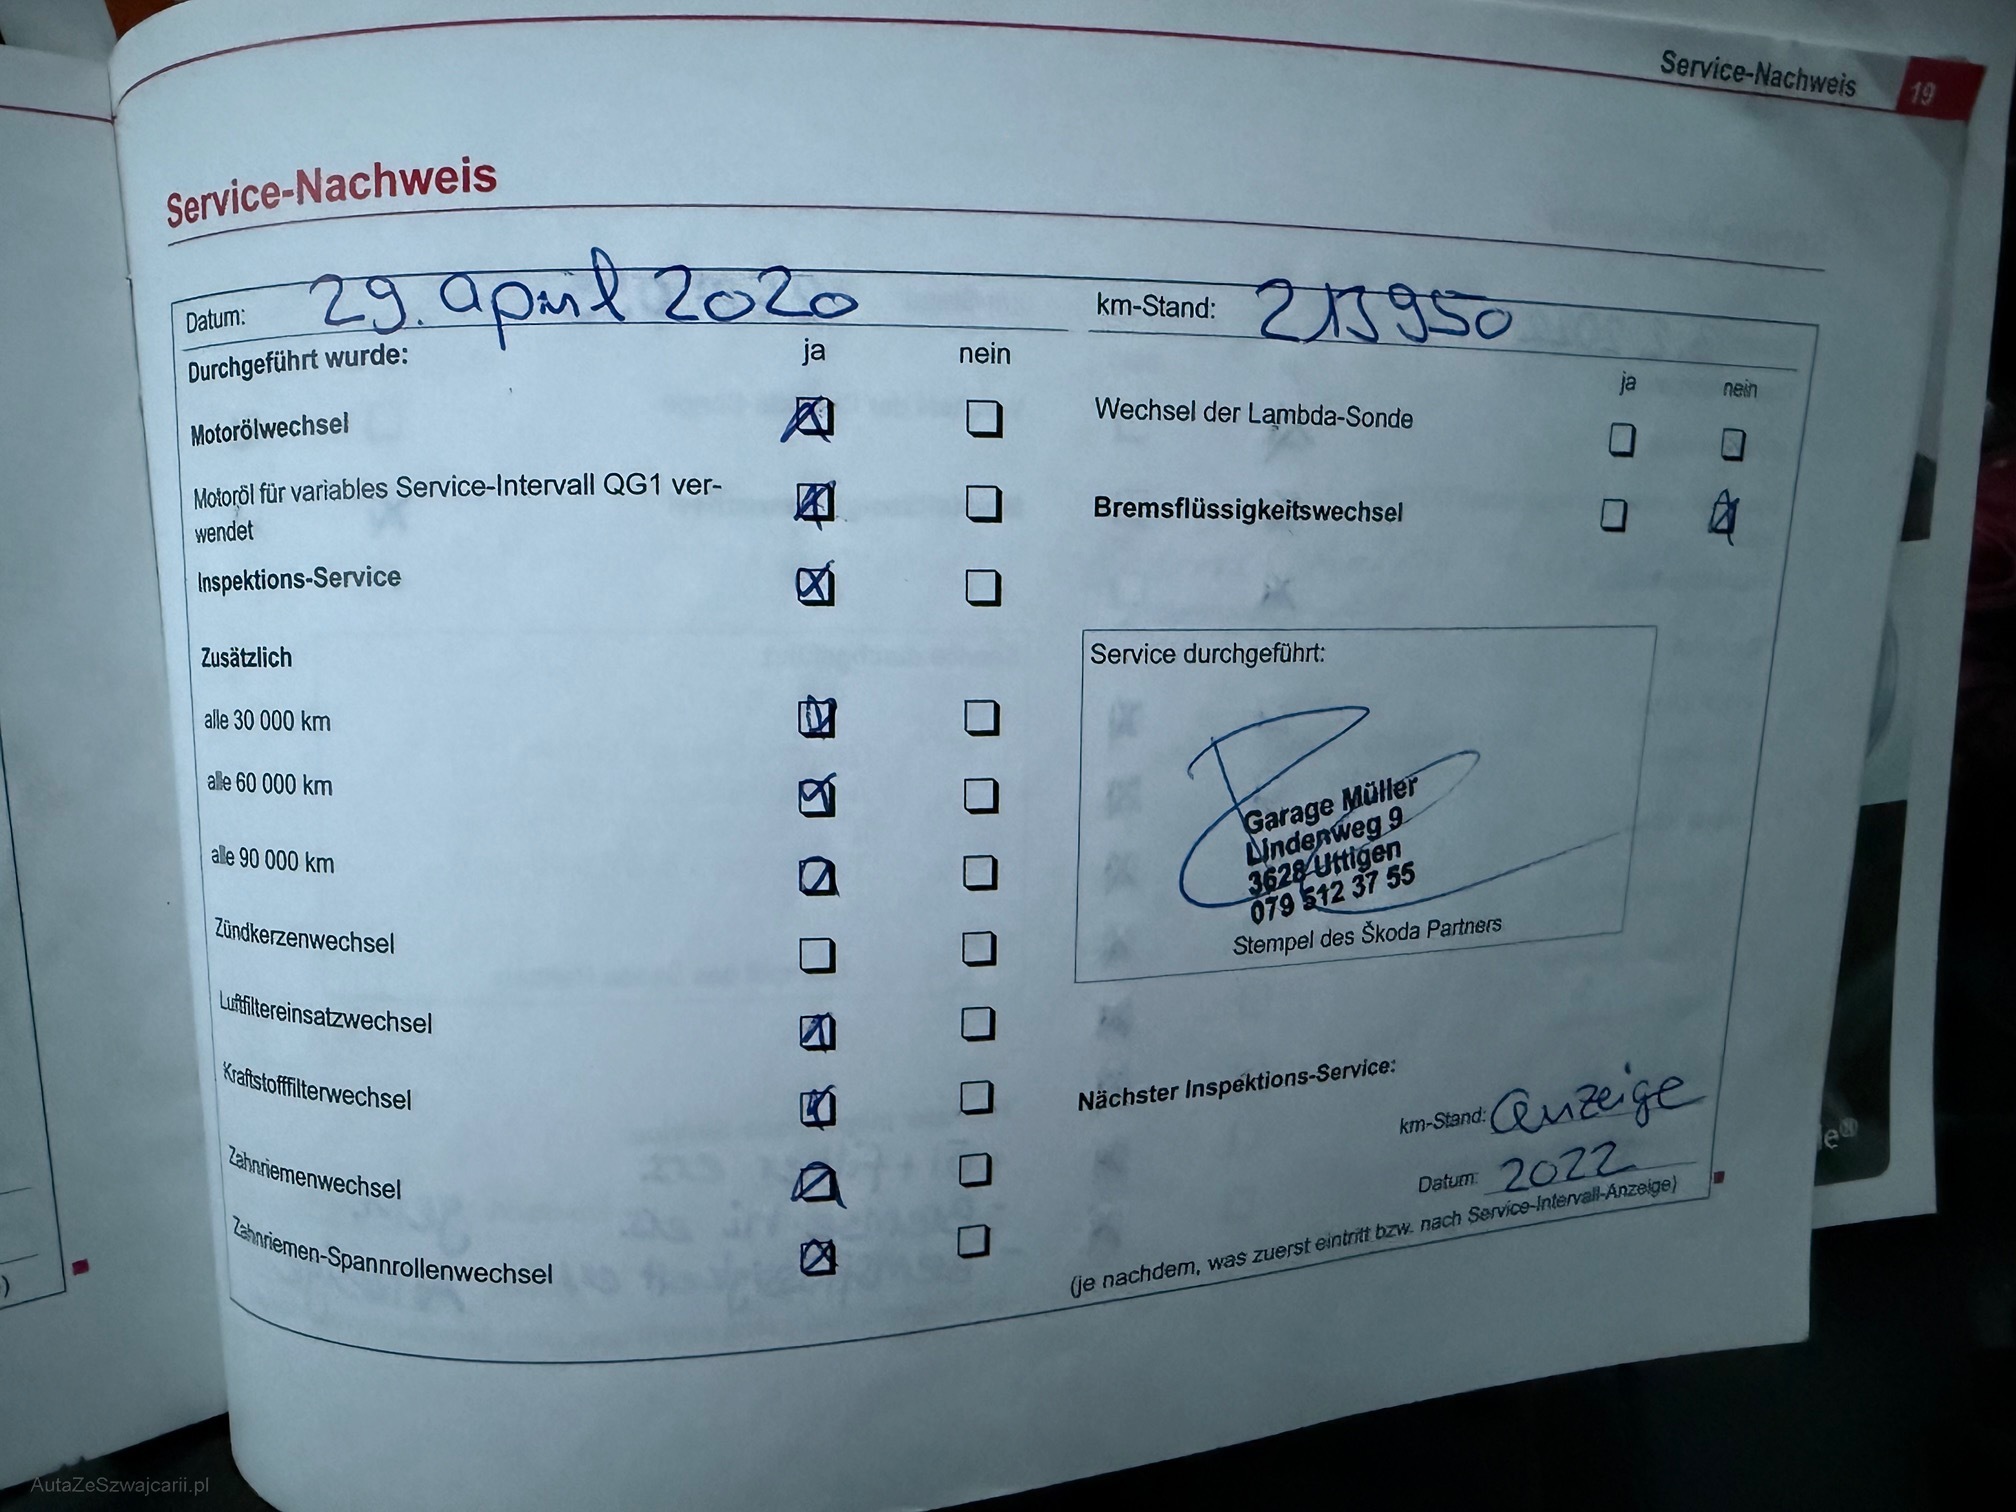 Service-Nachweis 19
Service-Nachweis
Datum: 29. April 2020
km-Stand: 213950
Durchgeführt wurde: ja nein
ja nein
Motorölwechsel
Motoröl für variables Service-Intervall QG1 ver-
wendet
Inspektions-Service
Zusätzlich
alle 30 000 km
alle 60 000 km
alle 90 000 km
Zündkerzenwechsel
Luftfiltereinsatzwechsel
Kraftstofffilterwechsel
Zahnriemenwechsel
Zahnriemen-Spannrollenwechsel
Wechsel der Lambda-Sonde
Bremsflüssigkeitswechsel
Service durchgeführt:
Garage Müller
Lindenweg 9
3628 Uttigen
079 512 37 55
Stempel des Škoda Partners
Nächster Inspektions-Service:
km-Stand: Anzeige
Datum: 2022
(je nachdem, was zuerst eintritt bzw. nach Service-Intervall-Anzeige)
)
e®
AutaZeSzwajcarii.pl